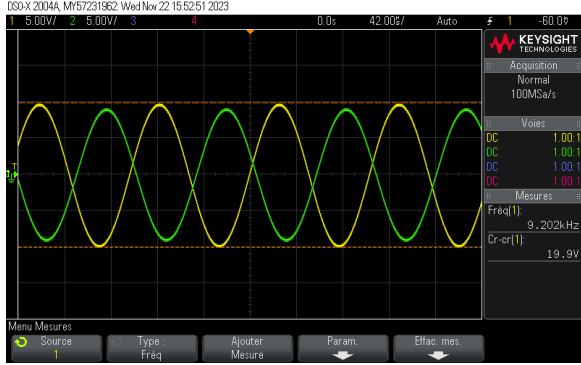 DSO-X 2004A, MY57231962: Wed Nov 22 15:52:51 2023
1 5.00V/ 2 5.00V/ 3 4 0.0s 42.00%/ Auto 1 -60.0%
KEYSIGHT
TECHNOLOGIES
Acquisition
Normal
100MSa/s
Voies
DC 1.00:1
DC 1.00:1
DC 1.00:1
DC 1.00:1
Mesures
Fréq(1):
9.202kHz
Cr-cr(1):
19.9V
T
Menu Mesures
Source
1
Type :
Fréq
Ajouter
Mesure
Param.
Effac. mes.